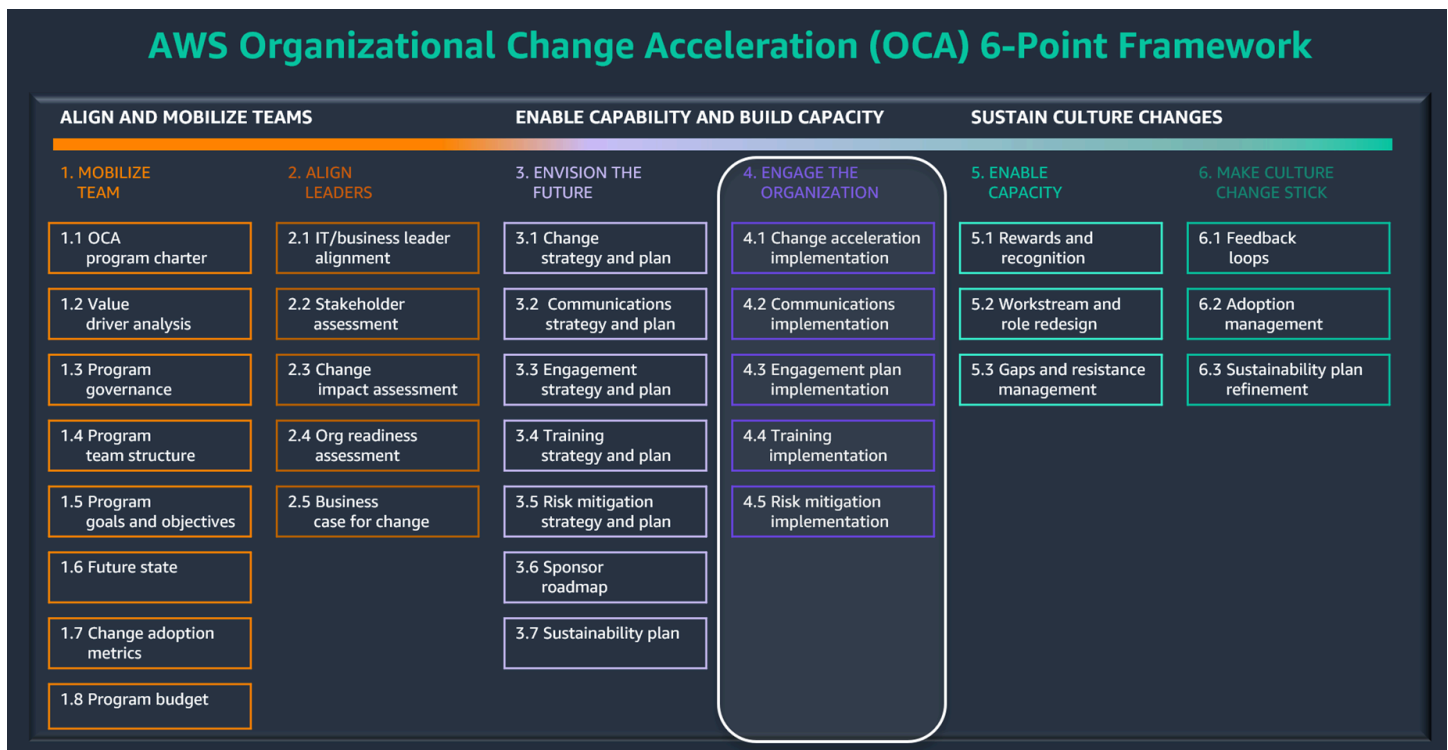 AWS Organizational Change Acceleration (OCA) 6-Point Framework
ALIGN AND MOBILIZE TEAMS
ENABLE CAPABILITY AND BUILD CAPACITY
SUSTAIN CULTURE CHANGES
1. MOBILIZE
TEAM
1.1 OCA
program charter
1.2 Value
driver analysis
1.3 Program
governance
1.4 Program
team structure
1.5 Program
goals and objectives
1.6 Future state
1.7 Change adoption
metrics
1.8 Program budget
2. ALIGN
LEADERS
2.1 IT/business leader
alignment
2.2 Stakeholder
assessment
2.3 Change
impact assessment
2.4 Org readiness
assessment
2.5 Business
case for change
3. ENVISION THE
FUTURE
3.1 Change
strategy and plan
3.2 Communications
strategy and plan
3.3 Engagement
strategy and plan
3.4 Training
strategy and plan
3.5 Risk mitigation
strategy and plan
3.6 Sponsor
roadmap
3.7 Sustainability plan
4. ENGAGE THE
ORGANIZATION
4.1 Change acceleration
implementation
4.2 Communications
implementation
4.3 Engagement plan
implementation
4.4 Training
implementation
4.5 Risk mitigation
implementation
5. ENABLE
CAPACITY
5.1 Rewards and
recognition
5.2 Workstream and
role redesign
5.3 Gaps and resistance
management
6. MAKE CULTURE
CHANGE STICK
6.1 Feedback
loops
6.2 Adoption
management
6.3 Sustainability plan
refinement